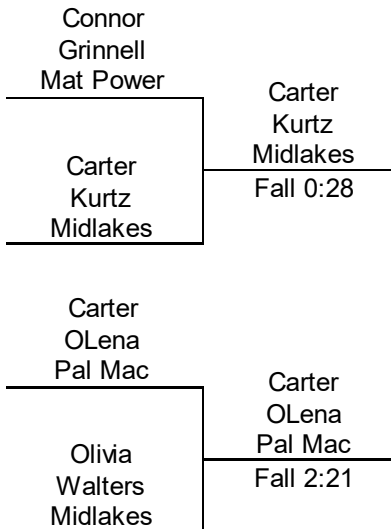 Connor
Grinnell
Mat Power
Carter
Kurtz
Midlakes
Carter
Kurtz
Midlakes
Fall 0:28
Carter
OLena
Pal Mac
Olivia
Walters
Midlakes
Carter
OLena
Pal Mac
Fall 2:21